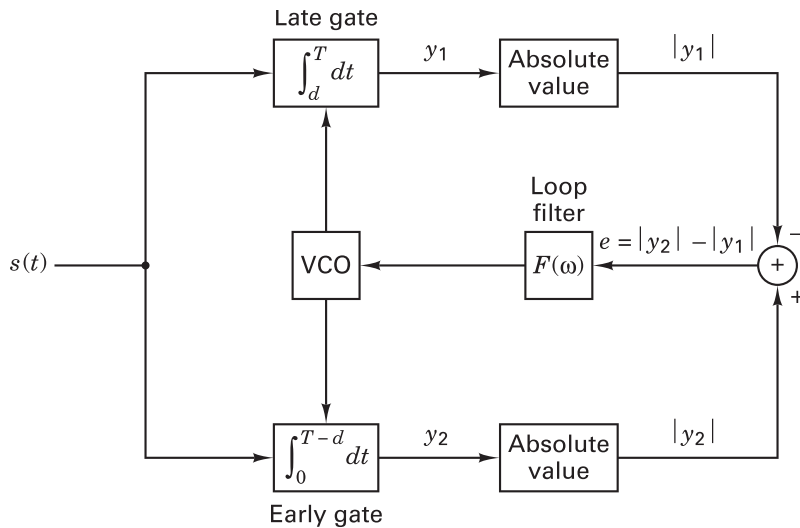 Late gate
∫_d^T dt
y₁
Absolute
value
|y₁|
Loop
filter
−
s(t)
VCO
F(ω)
e = |y₂| − |y₁|
+
+
∫_0^{T−d} dt
y₂
Absolute
value
|y₂|
Early gate